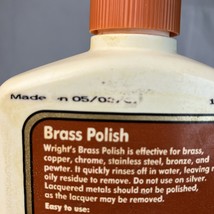 Made in 05/0
1
Brass Polish
Wright's Brass Polish is effective for brass,
copper, chrome, stainless steel, bronze, and
pewter. It quickly rinses off in water, leaving
oily residue to remove. Do not use on silver.
Lacquered metals should not be polished,
as the lacquer may be removed.
Easy to use: